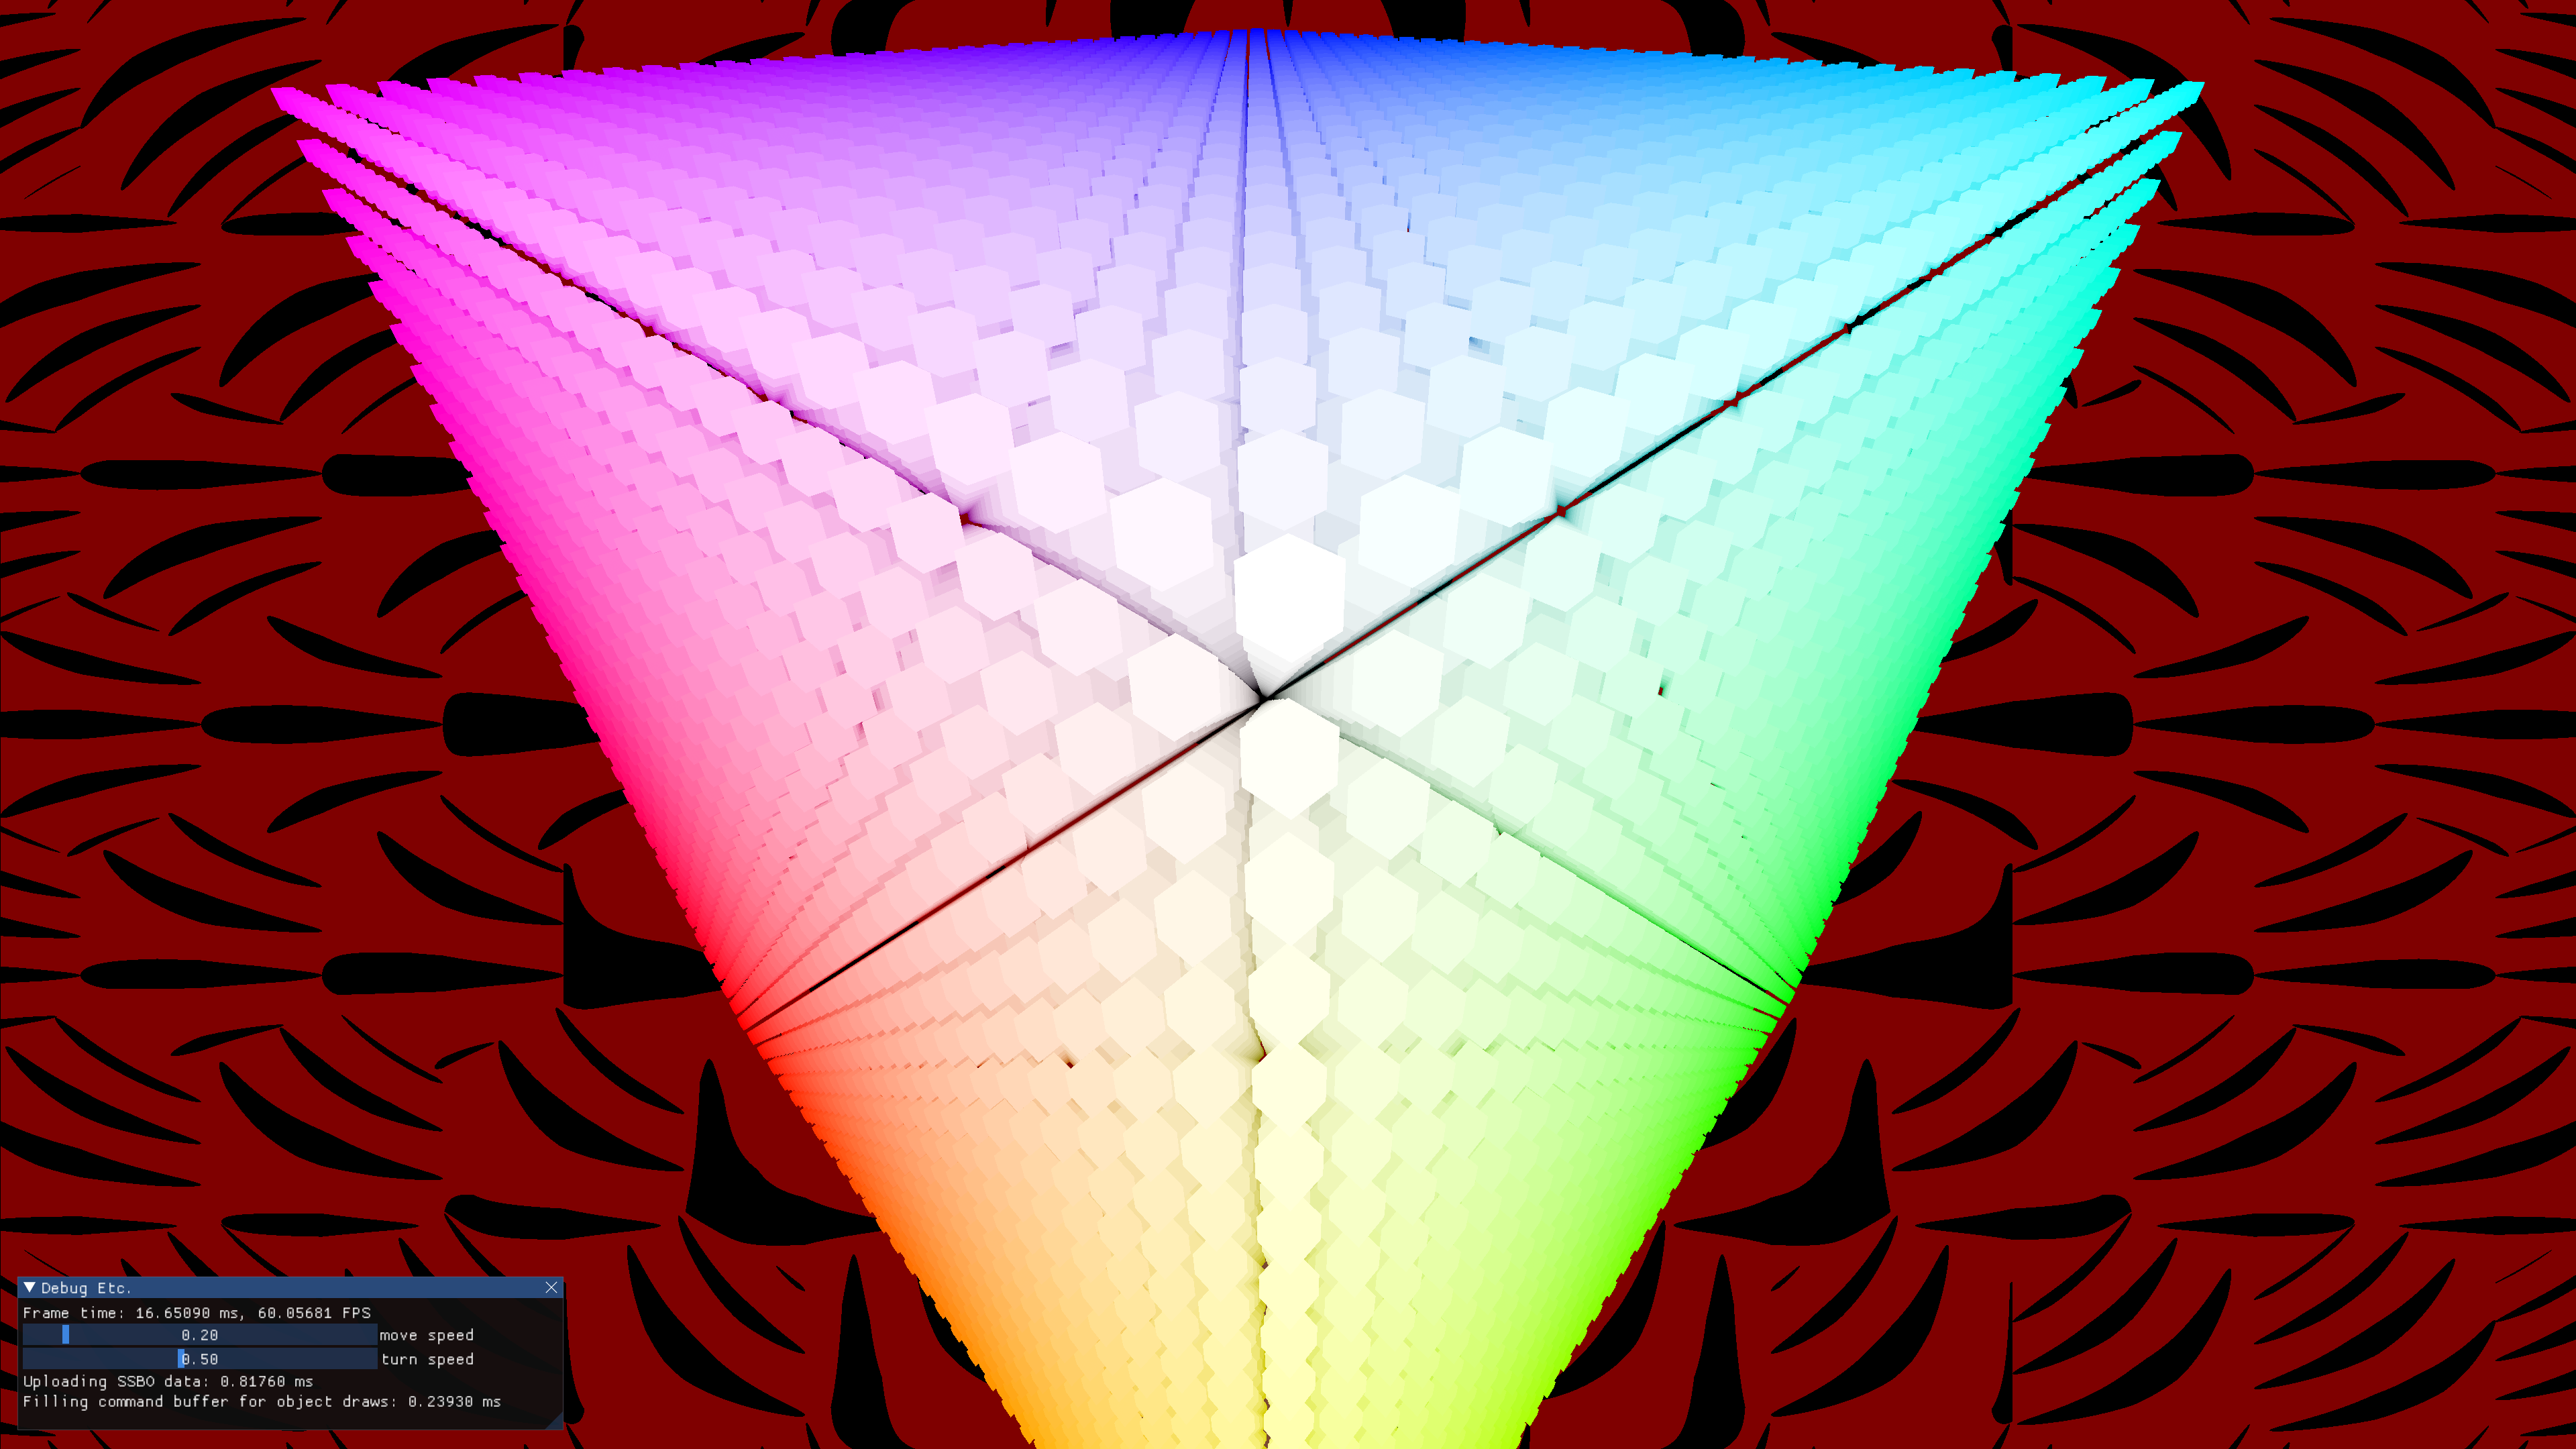 Debug Etc.
Frame time: 16.65090 ms, 60.05681 FPS
0.20 move speed
0.50 turn speed
Uploading SSBO data: 0.81760 ms
Filling command buffer for object draws: 0.23930 ms